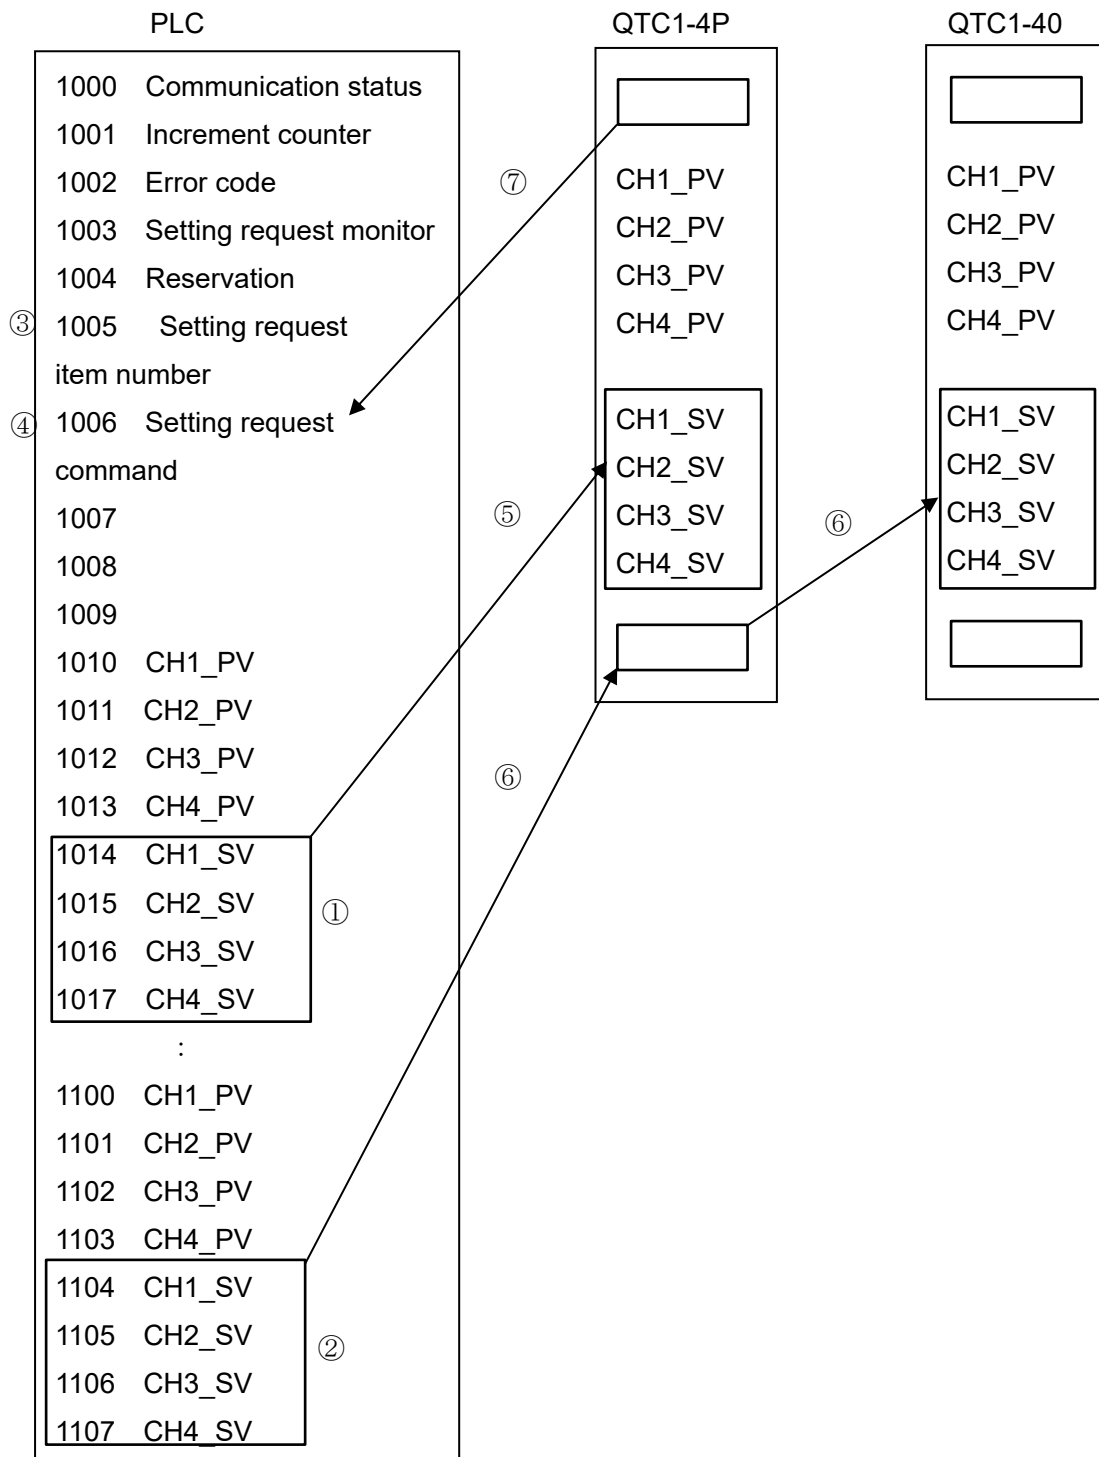 PLC
QTC1-4P
QTC1-40
1000 Communication status
1001 Increment counter
1002 Error code
1003 Setting request monitor
1004 Reservation
③ 1005 Setting request
item number
④ 1006 Setting request
command
1007
1008
1009
1010 CH1_PV
1011 CH2_PV
1012 CH3_PV
1013 CH4_PV
1014 CH1_SV
1015 CH2_SV
1016 CH3_SV
1017 CH4_SV
①
:
1100 CH1_PV
1101 CH2_PV
1102 CH3_PV
1103 CH4_PV
1104 CH1_SV
1105 CH2_SV
1106 CH3_SV
1107 CH4_SV
②
⑦
⑤
⑥
CH1_PV
CH2_PV
CH3_PV
CH4_PV
CH1_SV
CH2_SV
CH3_SV
CH4_SV
⑥
CH1_PV
CH2_PV
CH3_PV
CH4_PV
CH1_SV
CH2_SV
CH3_SV
CH4_SV